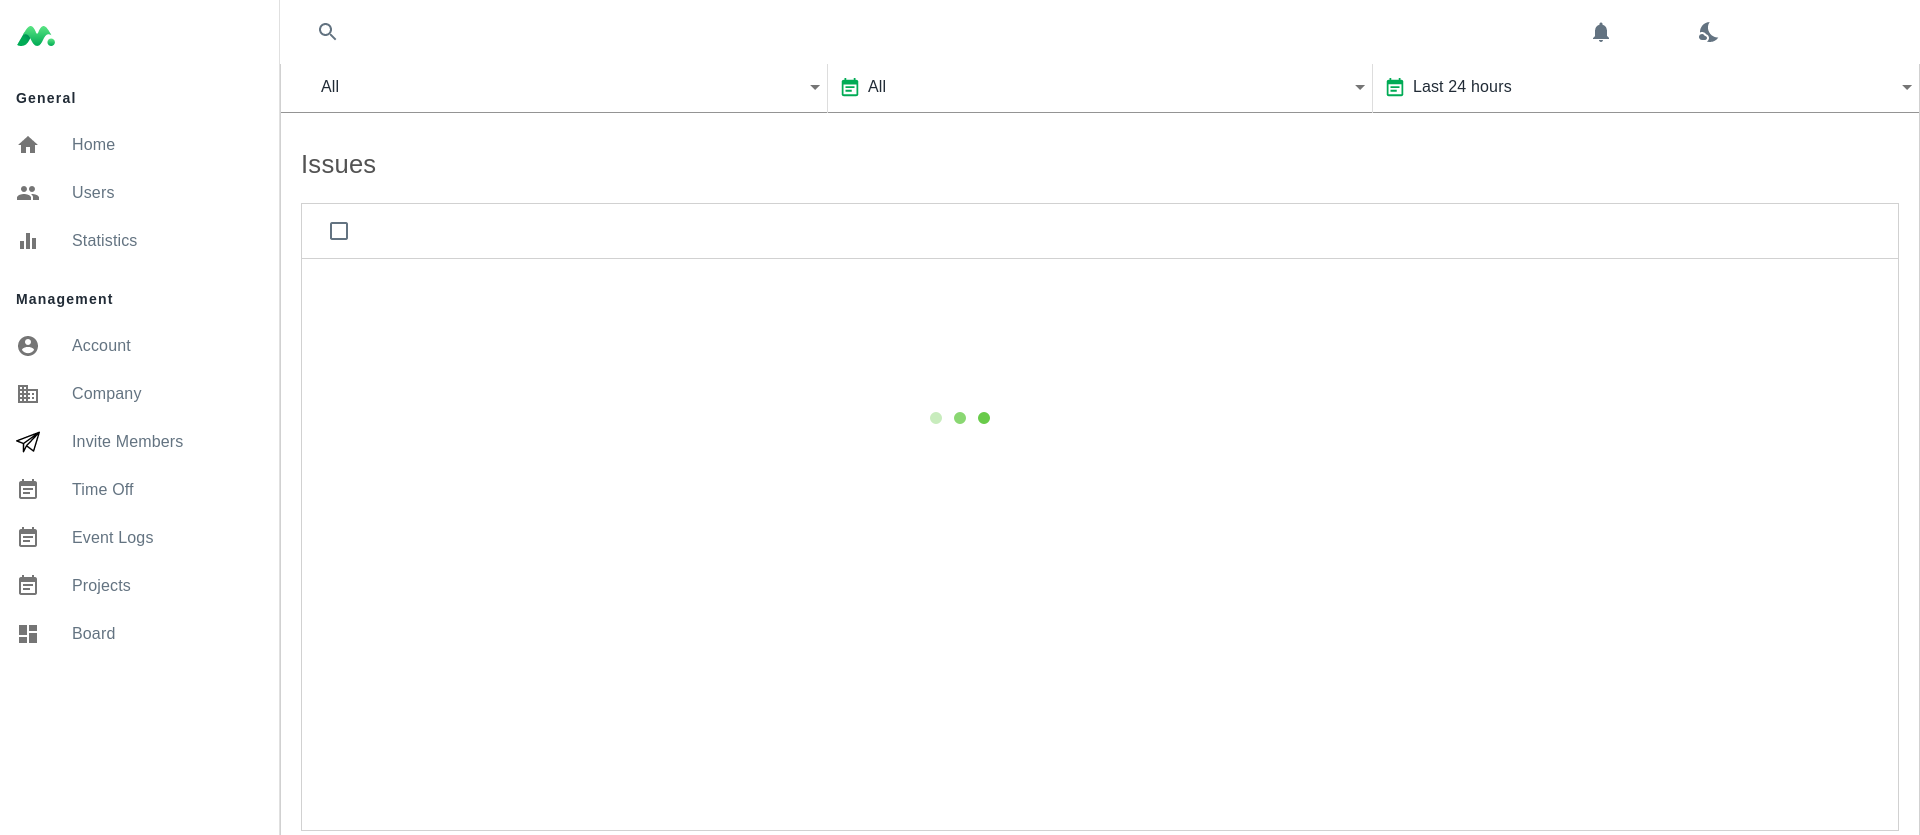 General
Home
Users
Statistics
Management
Account
Company
Invite Members
Time Off
Event Logs
Projects
Board
All
All
Last 24 hours
Issues